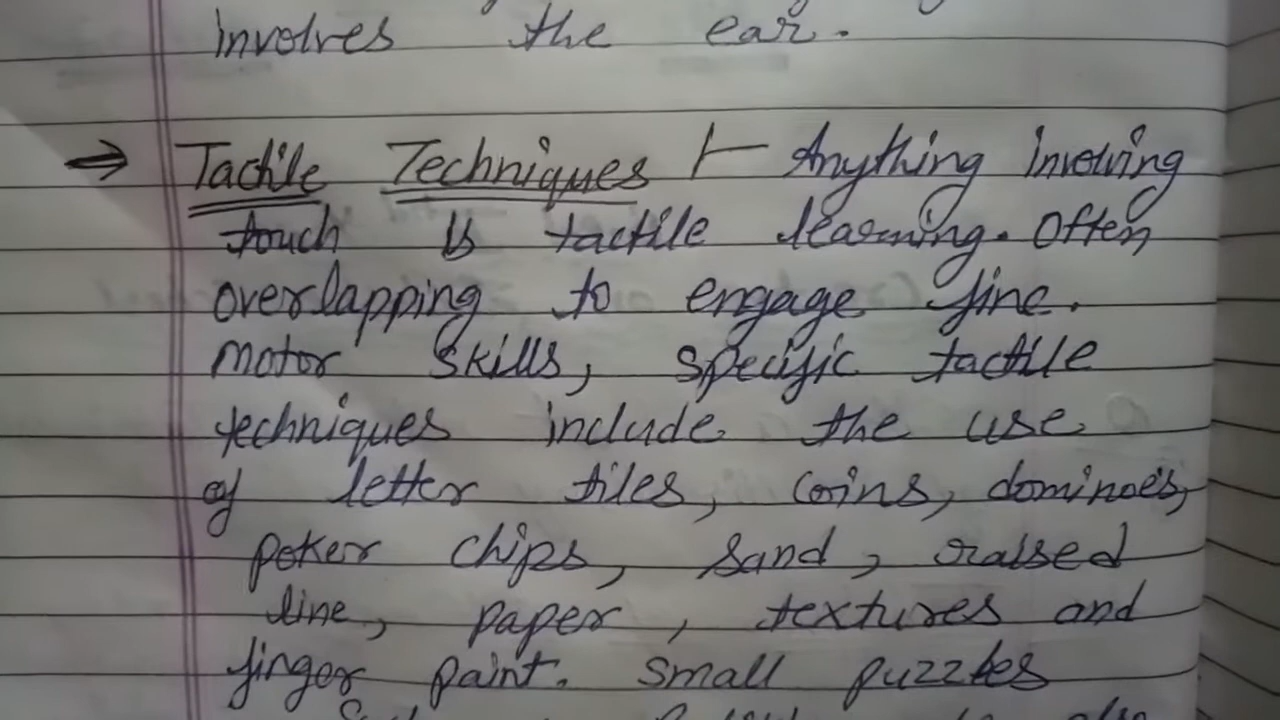 involves the ear.
⇒ Tactile Techniques :- Anything involving
touch is tactile learning. Often
overlapping to engage fine.
motor skills, specific tactile
techniques include the use
of letter tiles, coins, dominoes,
poker chips, sand, raised
line, paper, textures and
finger paint. Small puzzles